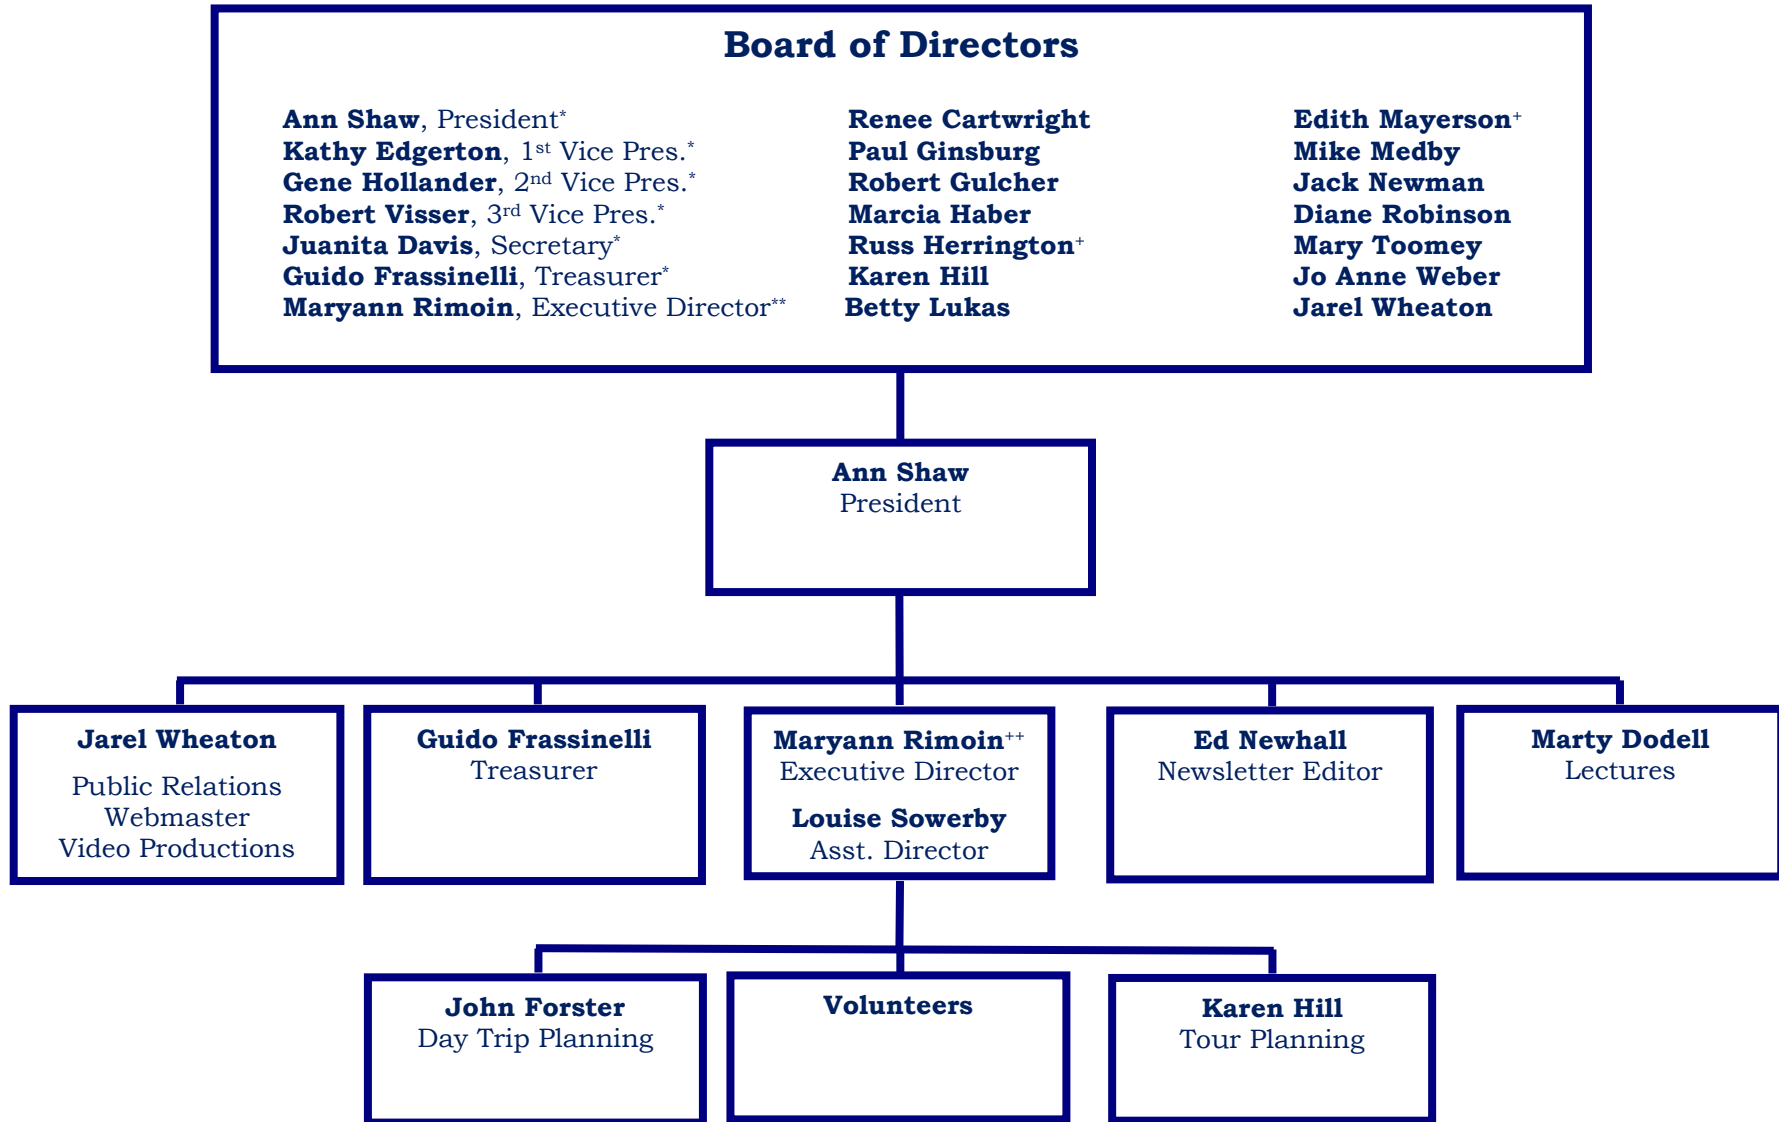 Board of Directors
Ann Shaw, President*
Kathy Edgerton, 1st Vice Pres.*
Gene Hollander, 2nd Vice Pres.*
Robert Visser, 3rd Vice Pres.*
Juanita Davis, Secretary*
Guido Frassinelli, Treasurer*
Maryann Rimoin, Executive Director**
Renee Cartwright
Paul Ginsburg
Robert Gulcher
Marcia Haber
Russ Herrington+
Karen Hill
Betty Lukas
Edith Mayerson+
Mike Medby
Jack Newman
Diane Robinson
Mary Toomey
Jo Anne Weber
Jarel Wheaton
Ann Shaw
President
Jarel Wheaton
Public Relations
Webmaster
Video Productions
Guido Frassinelli
Treasurer
Maryann Rimoin++
Executive Director
Louise Sowerby
Asst. Director
Ed Newhall
Newsletter Editor
Marty Dodell
Lectures
John Forster
Day Trip Planning
Volunteers
Karen Hill
Tour Planning